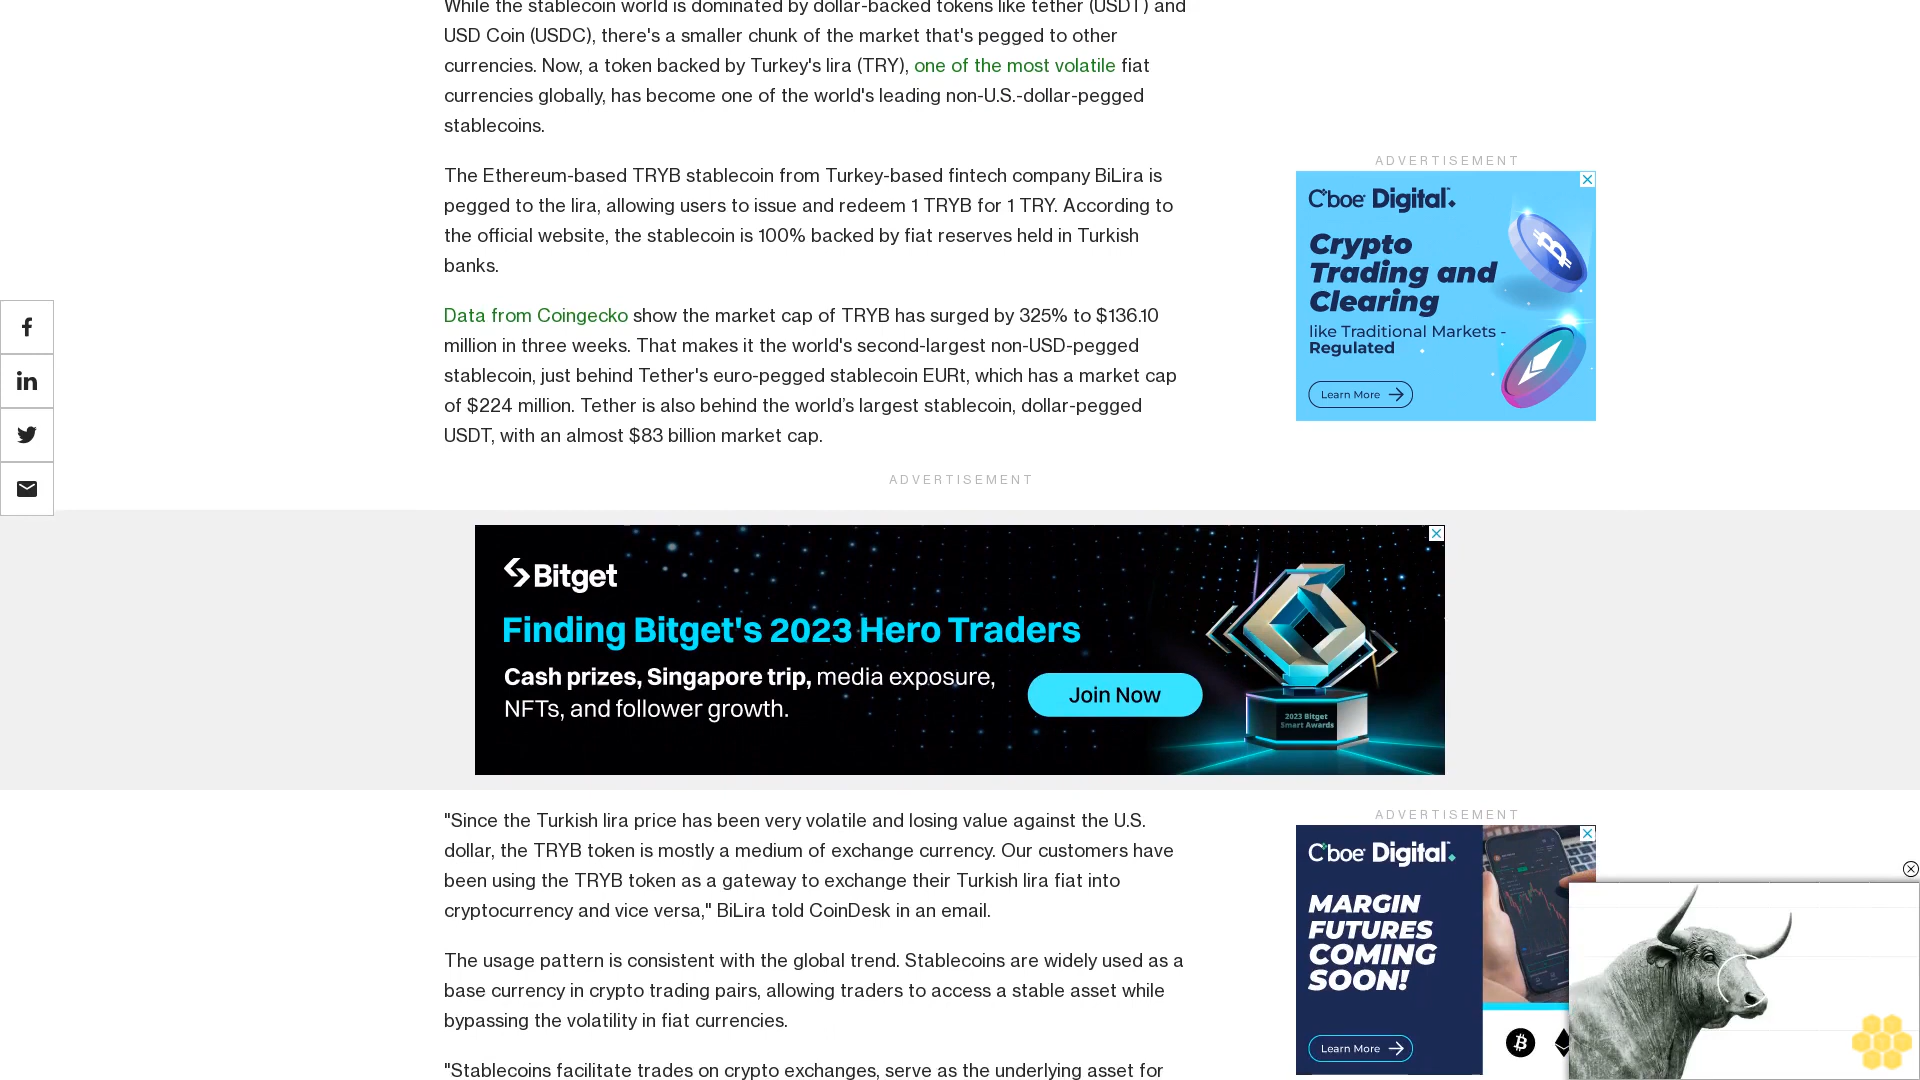 While the stablecoin world is dominated by dollar-backed tokens like tether (USDT) and
USD Coin (USDC), there's a smaller chunk of the market that's pegged to other
currencies. Now, a token backed by Turkey's lira (TRY), one of the most volatile fiat
currencies globally, has become one of the world's leading non-U.S.-dollar-pegged
stablecoins.
The Ethereum-based TRYB stablecoin from Turkey-based fintech company BiLira is
pegged to the lira, allowing users to issue and redeem 1 TRYB for 1 TRY. According to
the official website, the stablecoin is 100% backed by fiat reserves held in Turkish
banks.
Data from Coingecko show the market cap of TRYB has surged by 325% to $136.10
million in three weeks. That makes it the world's second-largest non-USD-pegged
stablecoin, just behind Tether's euro-pegged stablecoin EURt, which has a market cap
of $224 million. Tether is also behind the world’s largest stablecoin, dollar-pegged
USDT, with an almost $83 billion market cap.
ADVERTISEMENT
Cboe Digital
Crypto
Trading and
Clearing
like Traditional Markets -
Regulated
Learn More
ADVERTISEMENT
Bitget
Finding Bitget's 2023 Hero Traders
Cash prizes, Singapore trip, media exposure,
NFTs, and follower growth.
Join Now
2023 Bitget
Smart Awards
"Since the Turkish lira price has been very volatile and losing value against the U.S.
dollar, the TRYB token is mostly a medium of exchange currency. Our customers have
been using the TRYB token as a gateway to exchange their Turkish lira fiat into
cryptocurrency and vice versa," BiLira told CoinDesk in an email.
The usage pattern is consistent with the global trend. Stablecoins are widely used as a
base currency in crypto trading pairs, allowing traders to access a stable asset while
bypassing the volatility in fiat currencies.
"Stablecoins facilitate trades on crypto exchanges, serve as the underlying asset for
ADVERTISEMENT
Cboe Digital
MARGIN
FUTURES
COMING
SOON!
Learn More